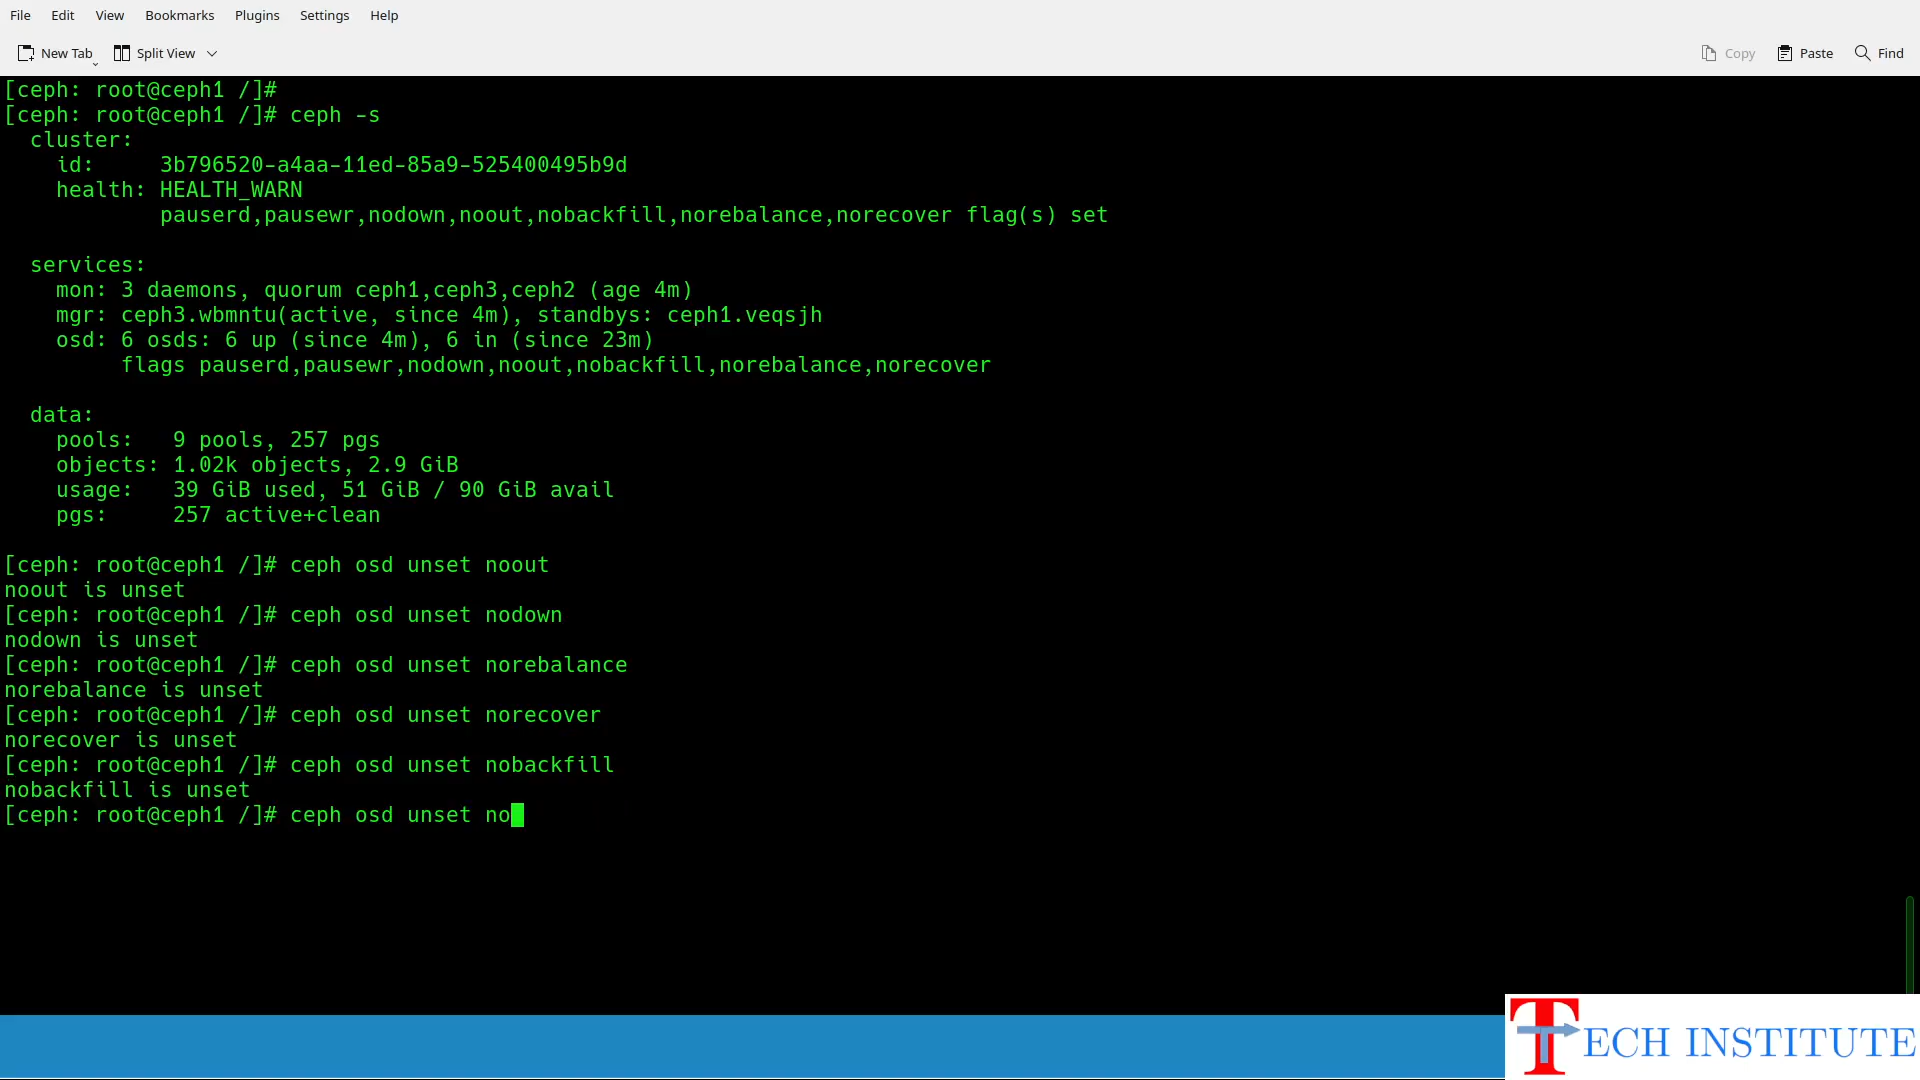 File Edit View Bookmarks Plugins Settings Help
New Tab Split View Copy Paste Find
[ceph: root@ceph1 /]#
[ceph: root@ceph1 /]# ceph -s
  cluster:
    id:     3b796520-a4aa-11ed-85a9-525400495b9d
    health: HEALTH_WARN
            pauserd,pausewr,nodown,noout,nobackfill,norebalance,norecover flag(s) set
  services:
    mon: 3 daemons, quorum ceph1,ceph3,ceph2 (age 4m)
    mgr: ceph3.wbmntu(active, since 4m), standbys: ceph1.veqsjh
    osd: 6 osds: 6 up (since 4m), 6 in (since 23m)
         flags pauserd,pausewr,nodown,noout,nobackfill,norebalance,norecover
  data:
    pools:   9 pools, 257 pgs
    objects: 1.02k objects, 2.9 GiB
    usage:   39 GiB used, 51 GiB / 90 GiB avail
    pgs:     257 active+clean
[ceph: root@ceph1 /]# ceph osd unset noout
noout is unset
[ceph: root@ceph1 /]# ceph osd unset nodown
nodown is unset
[ceph: root@ceph1 /]# ceph osd unset norebalance
norebalance is unset
[ceph: root@ceph1 /]# ceph osd unset norecover
norecover is unset
[ceph: root@ceph1 /]# ceph osd unset nobackfill
nobackfill is unset
[ceph: root@ceph1 /]# ceph osd unset no
TECH INSTITUTE